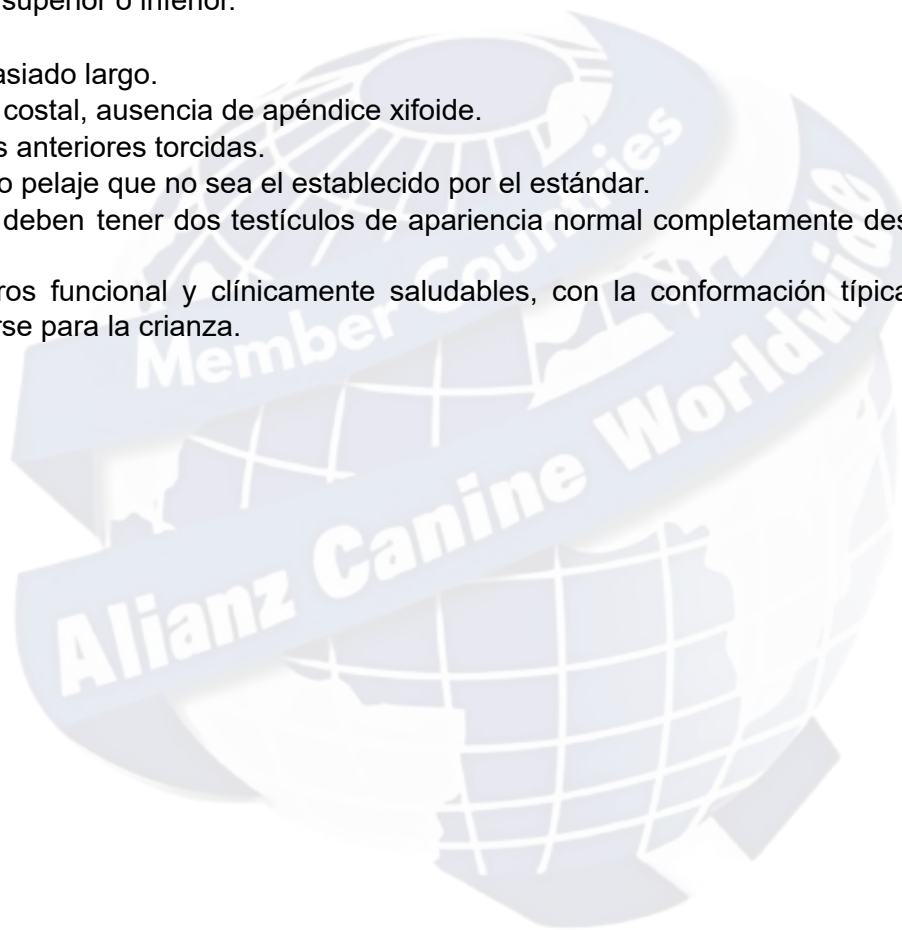 superior o inferior.
asiado largo.
costal, ausencia de apéndice xifoide.
s anteriores torcidas.
o pelaje que no sea el establecido por el estándar.
deben tener dos testículos de apariencia normal completamente des
ros funcional y clínicamente saludables, con la conformación típica
rse para la crianza.
Member Countries
Alianz Canine Worldwide